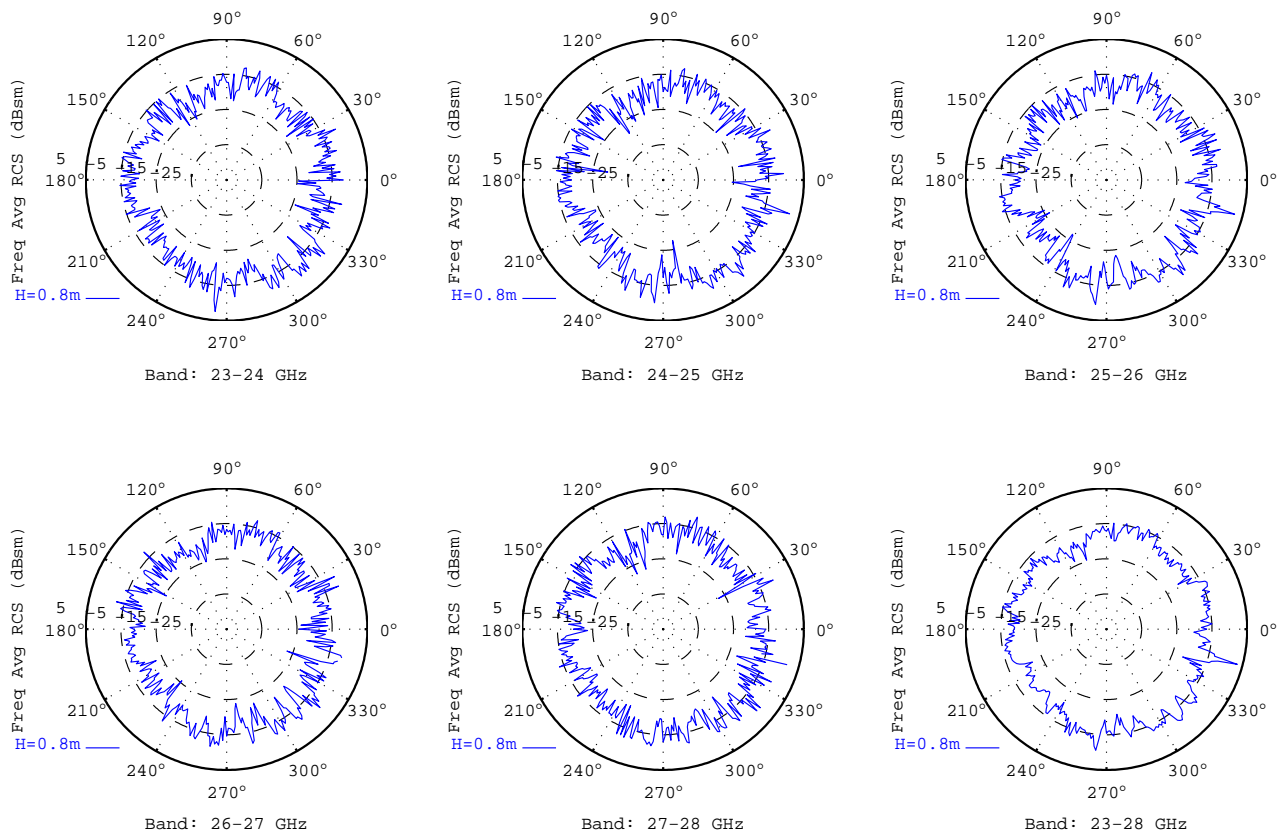 90°
120° 60°
150° 30°
5 -5 -15 -25
180° 0°
210° 330°
240° 300°
270°
Freq Avg RCS (dBsm)
H=0.8m
Band: 23-24 GHz
90°
120° 60°
150° 30°
5 -5 -15 -25
180° 0°
210° 330°
240° 300°
270°
Freq Avg RCS (dBsm)
H=0.8m
Band: 24-25 GHz
90°
120° 60°
150° 30°
5 -5 -15 -25
180° 0°
210° 330°
240° 300°
270°
Freq Avg RCS (dBsm)
H=0.8m
Band: 25-26 GHz
90°
120° 60°
150° 30°
5 -5 -15 -25
180° 0°
210° 330°
240° 300°
270°
Freq Avg RCS (dBsm)
H=0.8m
Band: 26-27 GHz
90°
120° 60°
150° 30°
5 -5 -15 -25
180° 0°
210° 330°
240° 300°
270°
Freq Avg RCS (dBsm)
H=0.8m
Band: 27-28 GHz
90°
120° 60°
150° 30°
5 -5 -15 -25
180° 0°
210° 330°
240° 300°
270°
Freq Avg RCS (dBsm)
H=0.8m
Band: 23-28 GHz